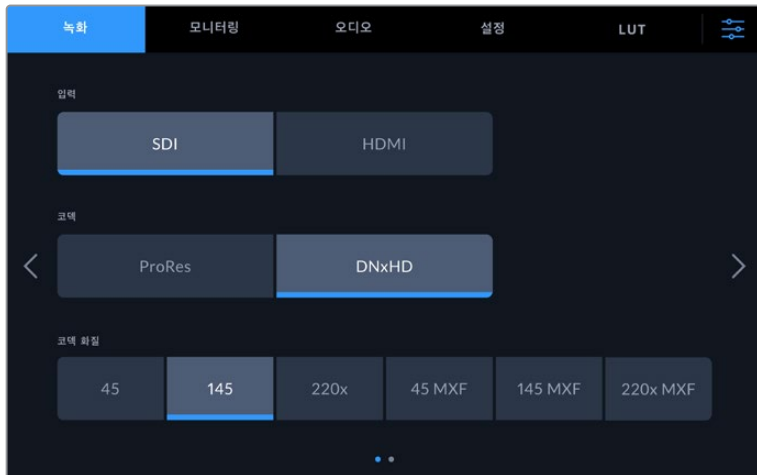 녹화 모니터링 오디오 설정 LUT
입력
SDI HDMI
코덱
ProRes DNxHD
코덱 화질
45 145 220x 45 MXF 145 MXF 220x MXF